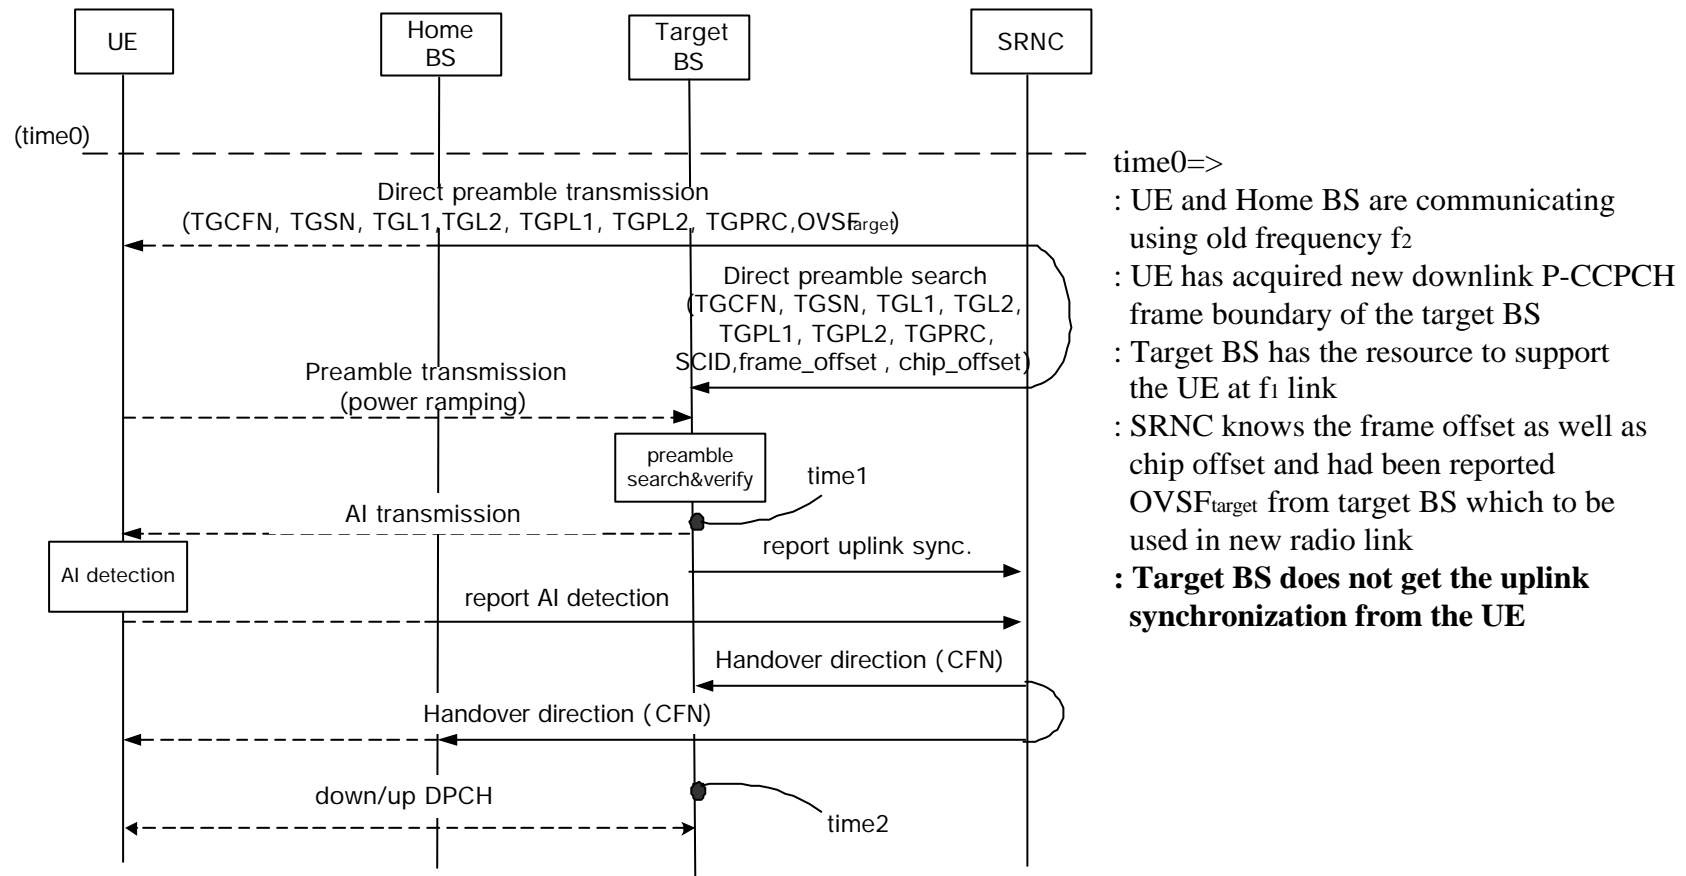 UE
Home
BS
Target
BS
SRNC
(time0)
Direct preamble transmission
(TGCFN, TGSN, TGL1,TGL2, TGPL1, TGPL2, TGPRC,OVSFarget)
Direct preamble search
(TGCFN, TGSN, TGL1, TGL2,
TGPL1, TGPL2, TGPRC,
SCID,frame_offset , chip_offset)
Preamble transmission
(power ramping)
preamble
search&verify
time1
AI transmission
report uplink sync.
AI detection
report AI detection
Handover direction (CFN)
Handover direction (CFN)
down/up DPCH
time2
time0=>
: UE and Home BS are communicating
using old frequency f2
: UE has acquired new downlink P-CCPCH
frame boundary of the target BS
: Target BS has the resource to support
the UE at f1 link
: SRNC knows the frame offset as well as
chip offset and had been reported
OVSFtarget from target BS which to be
used in new radio link
: Target BS does not get the uplink
synchronization from the UE